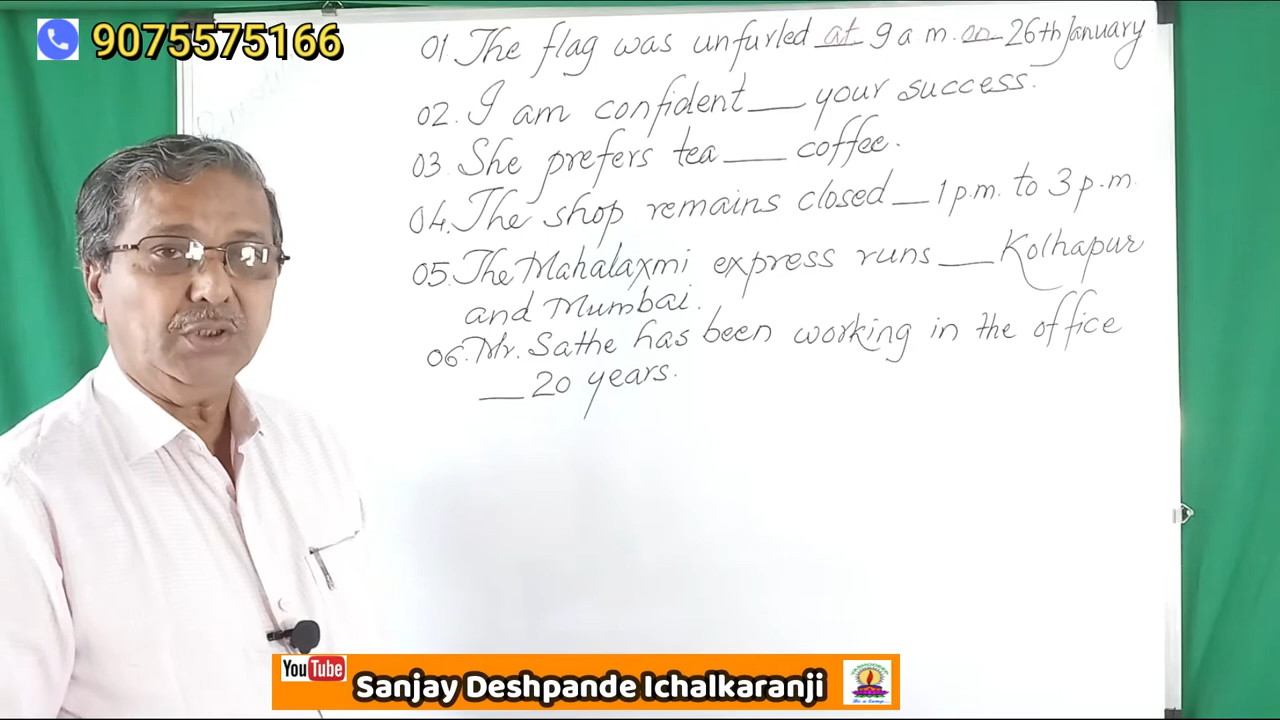 9075575166
01 The flag was unfurled at 9 a m. on 26th January
02. I am confident ___ your success.
03. She prefers tea ___ coffee.
04. The shop remains closed __ 1 p.m. to 3 p.m.
05. The Mahalaxmi express runs ___ Kolhapur
and Mumbai.
06. Mr. Sathe has been working in the office
__ 20 years.
YouTube
Sanjay Deshpande Ichalkaranji